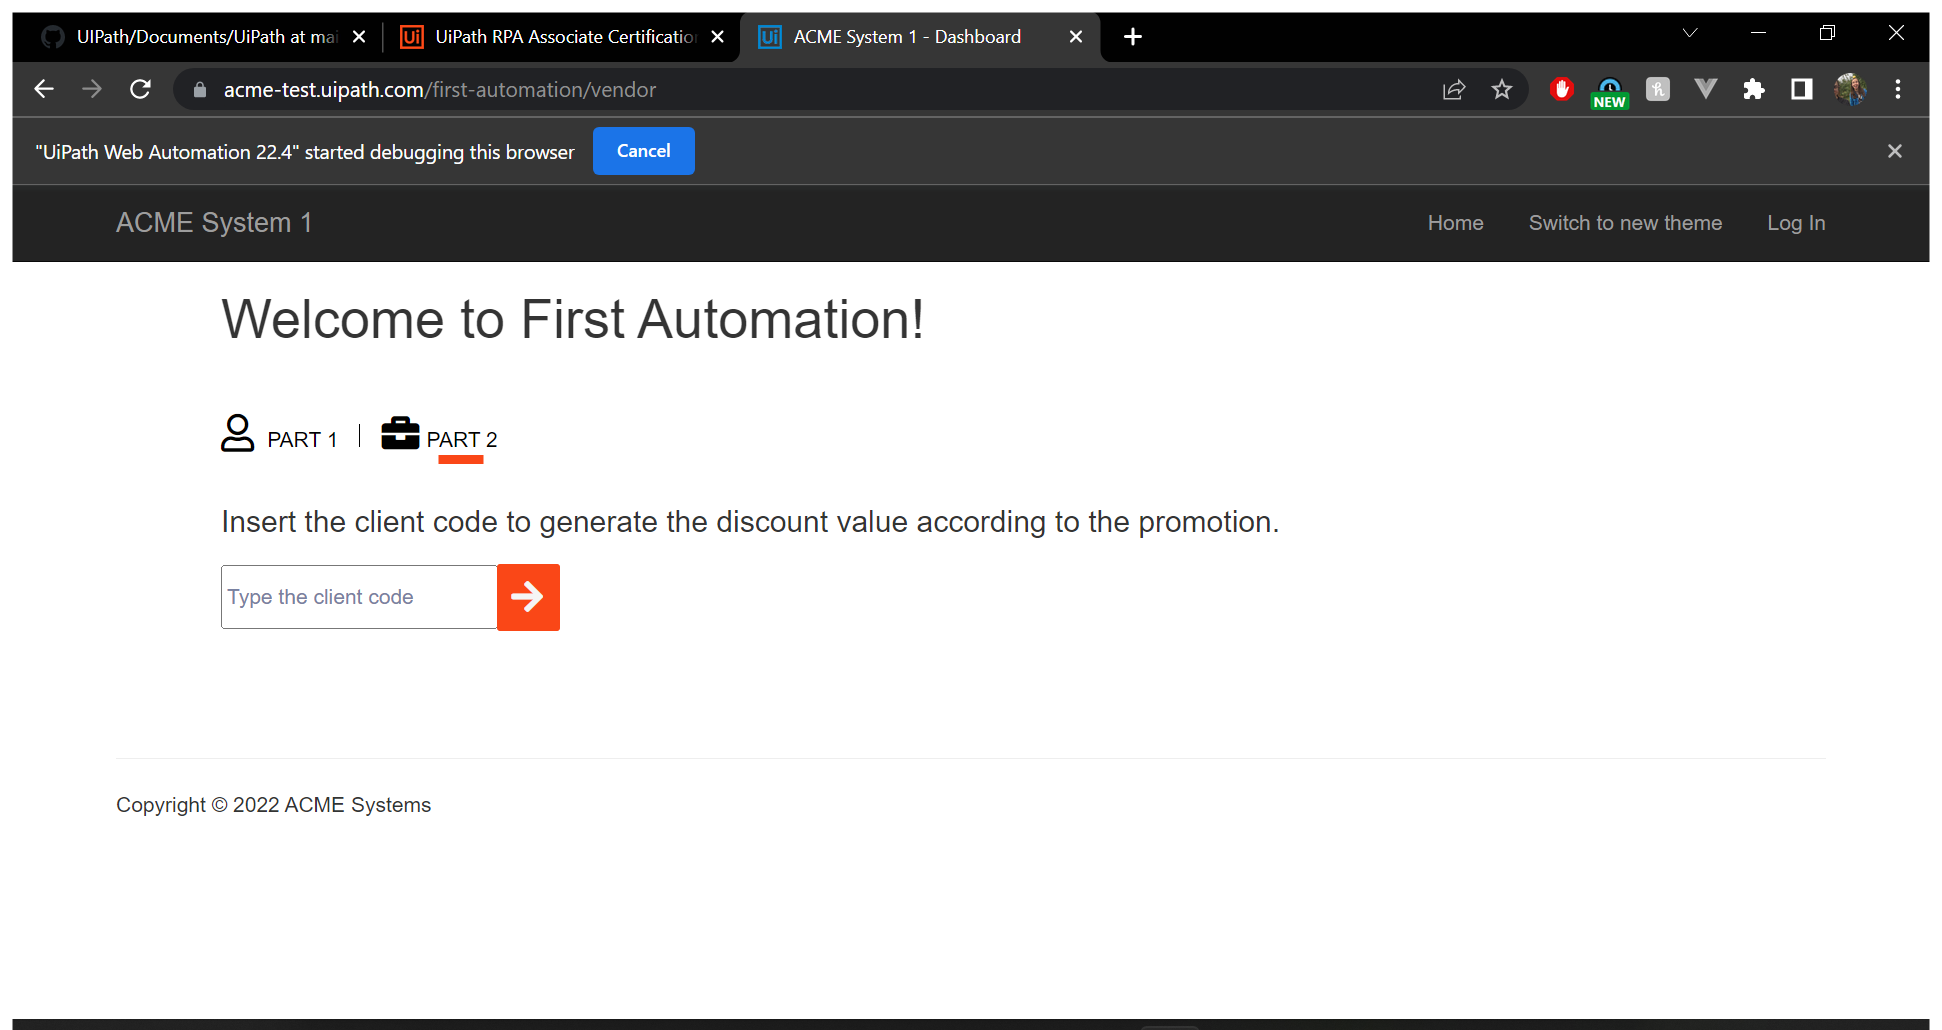 UIPath/Documents/UiPath at mai
UiPath RPA Associate Certification
ACME System 1 - Dashboard
acme-test.uipath.com/first-automation/vendor
NEW
"UiPath Web Automation 22.4" started debugging this browser
Cancel
ACME System 1
Home
Switch to new theme
Log In
Welcome to First Automation!
PART 1
PART 2
Insert the client code to generate the discount value according to the promotion.
Type the client code
Copyright © 2022 ACME Systems